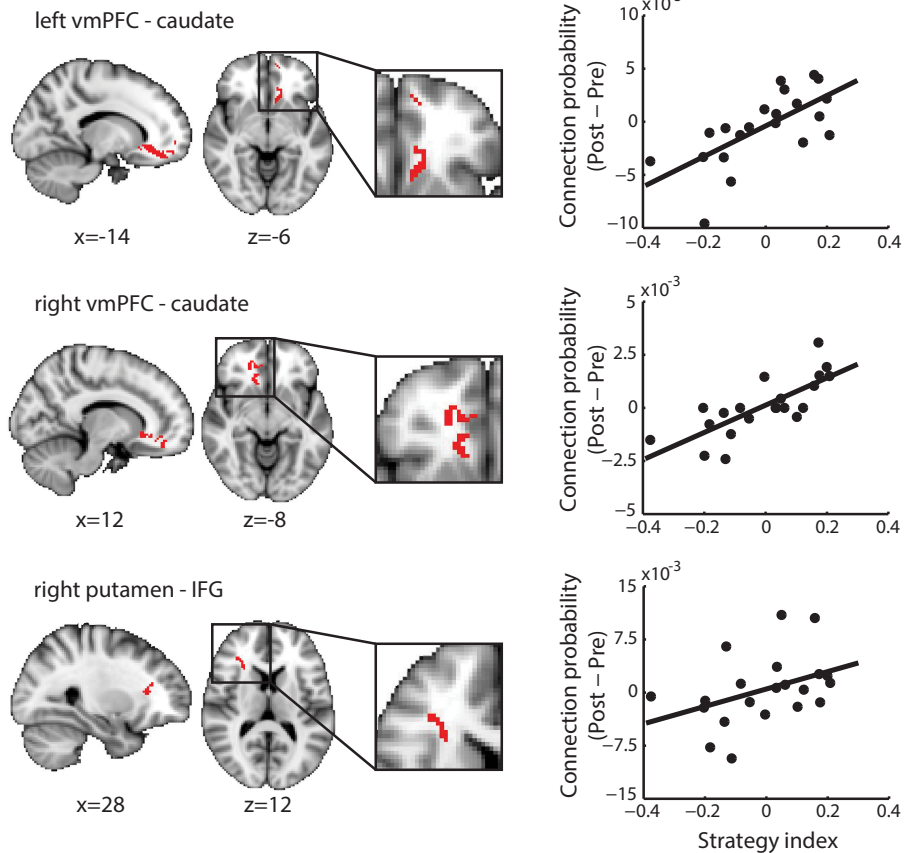 left vmPFC - caudate
x=-14
z=-6
10
5
0
−5
−10
−0.4
−0.2
0
0.2
0.4
Connection probability
(Post − Pre)
right vmPFC - caudate
x=12
z=-8
x10-3
5
2.5
0
−2.5
−5
−0.4
−0.2
0
0.2
0.4
Connection probability
(Post − Pre)
right putamen - IFG
x=28
z=12
x10-3
15
7.5
0
−7.5
−15
−0.4
−0.2
0
0.2
0.4
Connection probability
(Post − Pre)
Strategy index